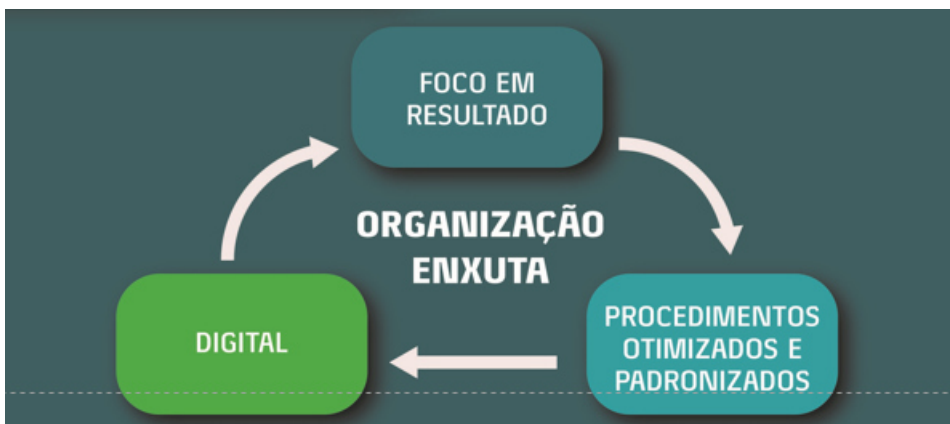 FOCO EM
RESULTADO
ORGANIZAÇÃO
ENXUTA
DIGITAL
PROCEDIMENTOS
OTIMIZADOS E
PADRONIZADOS